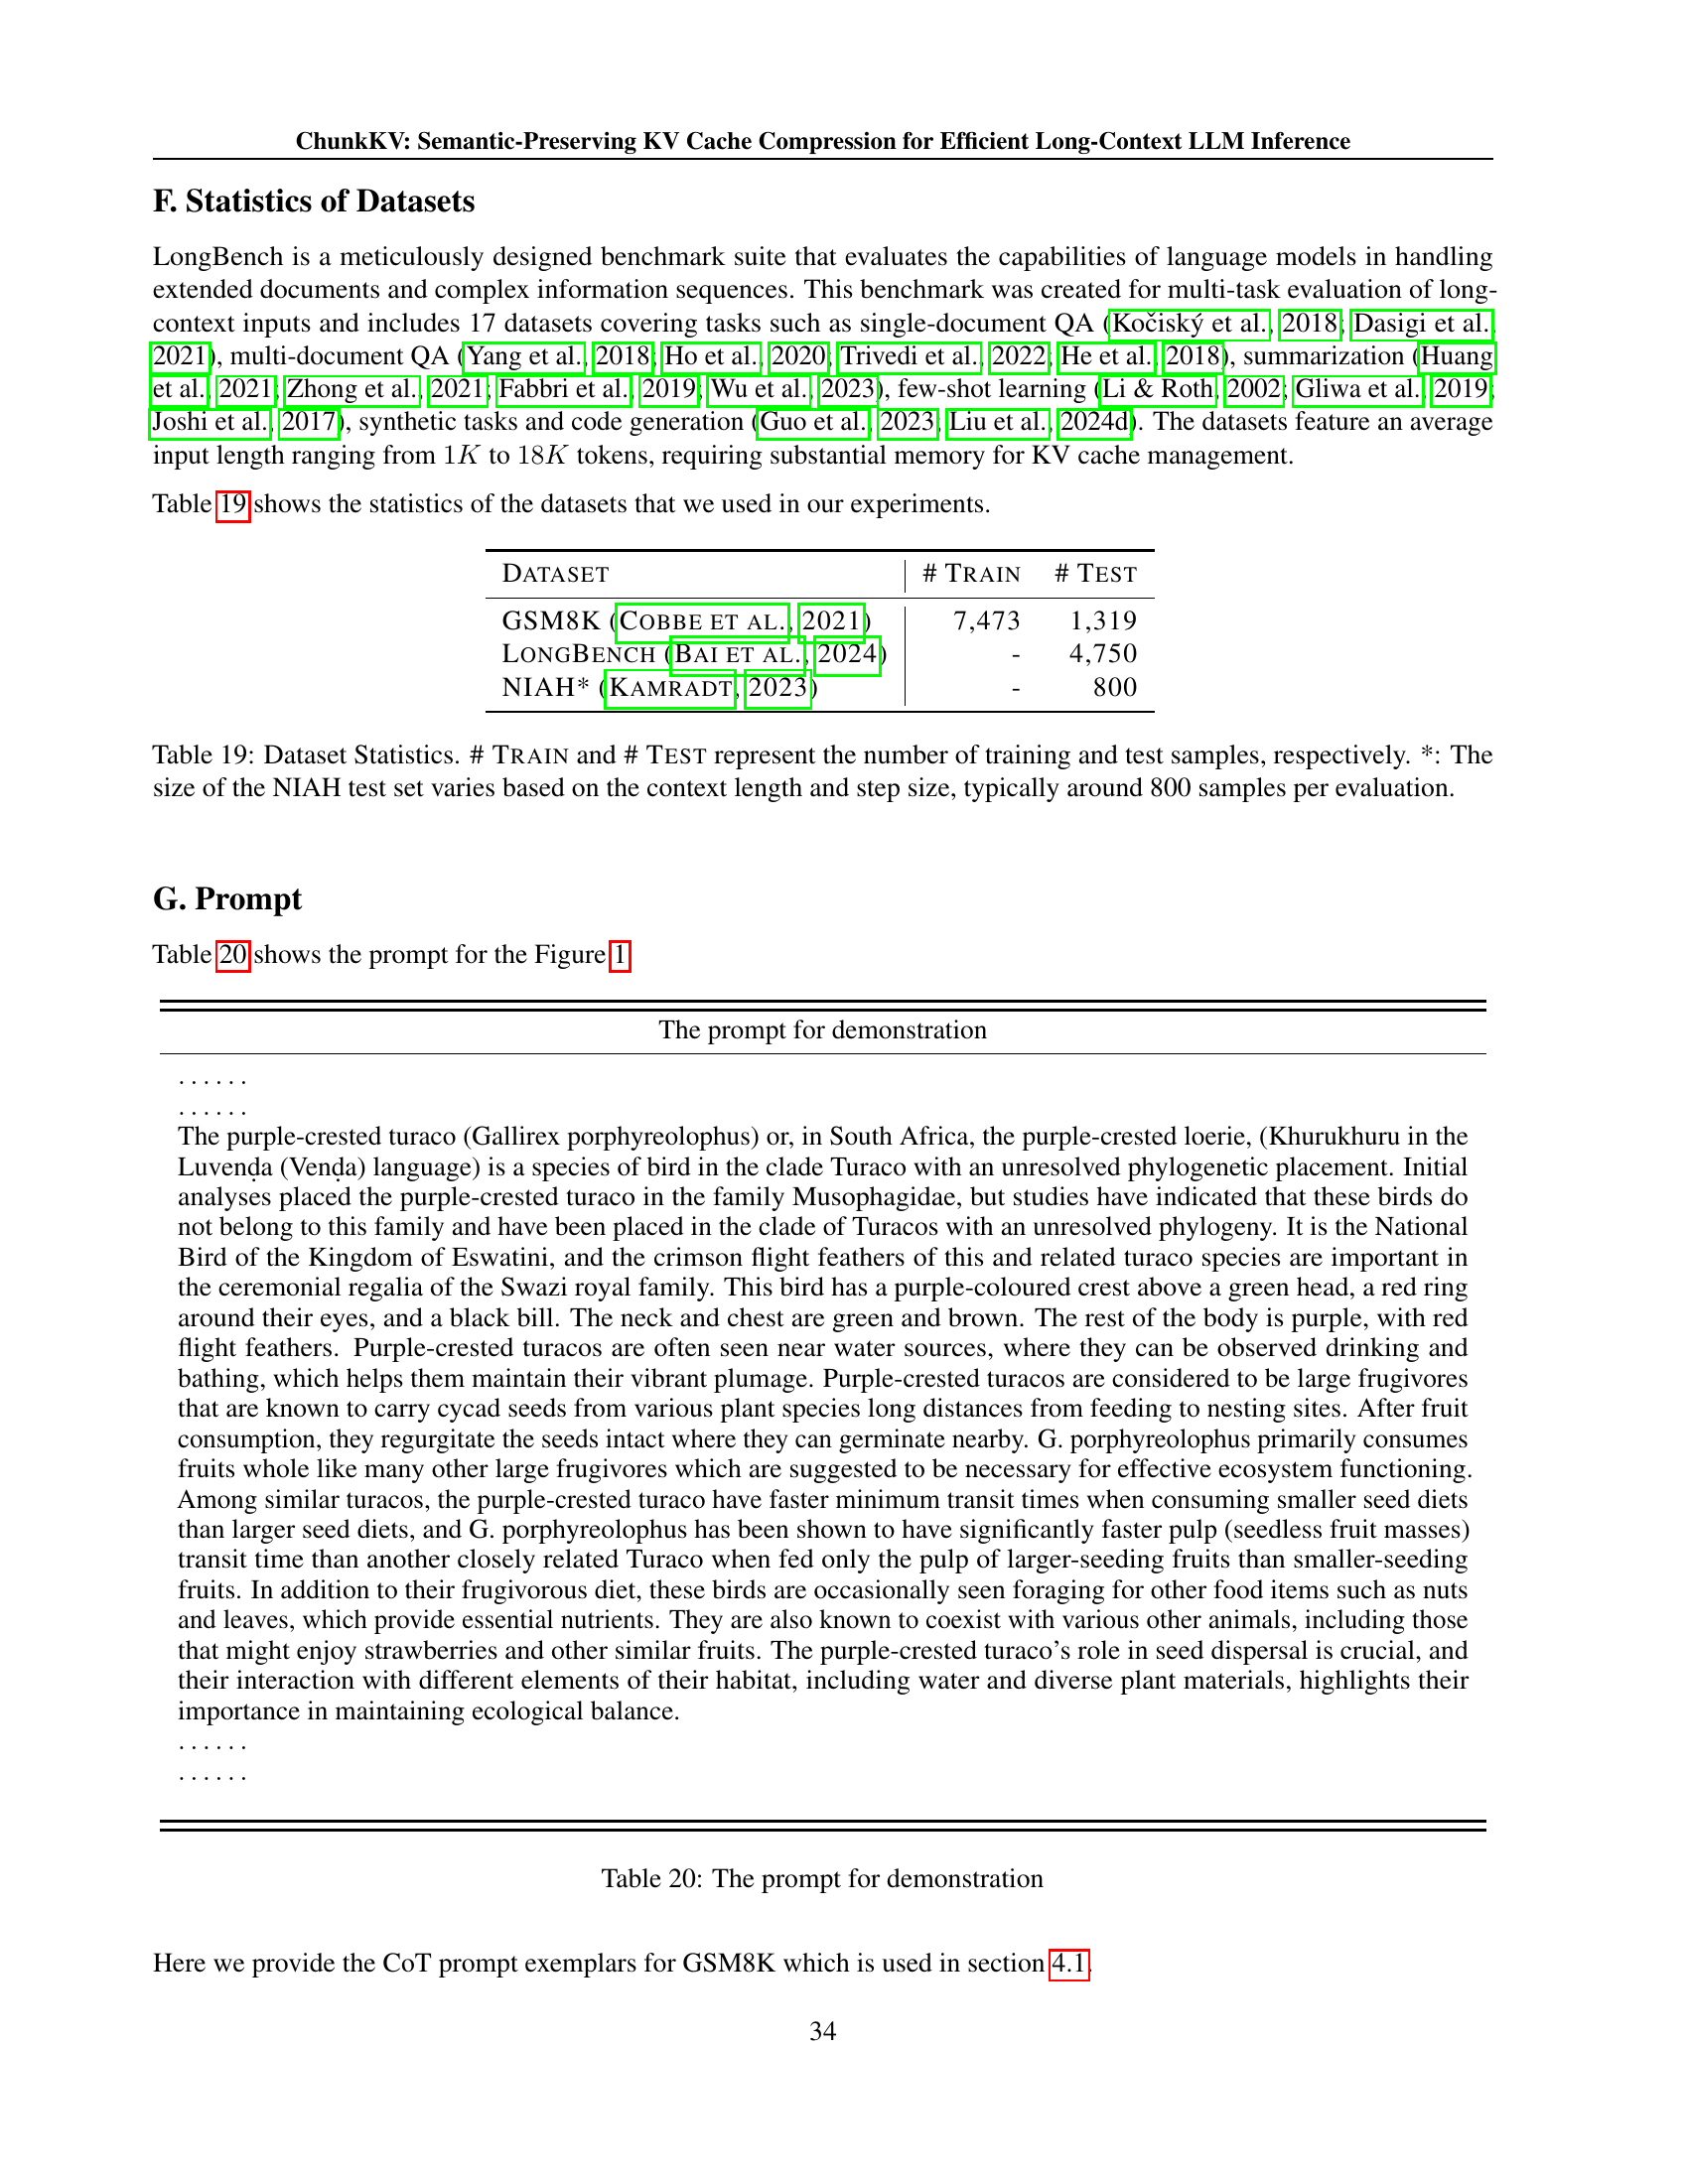 ChunkKV: Semantic-Preserving KV Cache Compression for Efficient Long-Context LLM Inference
F. Statistics of Datasets
LongBench is a meticulously designed benchmark suite that evaluates the capabilities of language models in handling
extended documents and complex information sequences. This benchmark was created for multi-task evaluation of long-
context inputs and includes 17 datasets covering tasks such as single-document QA (Kočiský et al., 2018; Dasigi et al.,
2021), multi-document QA (Yang et al., 2018; Ho et al., 2020; Trivedi et al., 2022; He et al., 2018), summarization (Huang
et al., 2021; Zhong et al., 2021; Fabbri et al., 2019; Wu et al., 2023), few-shot learning (Li & Roth, 2002; Gliwa et al., 2019;
Joshi et al., 2017), synthetic tasks and code generation (Guo et al., 2023; Liu et al., 2024d). The datasets feature an average
input length ranging from 1K to 18K tokens, requiring substantial memory for KV cache management.
Table 19 shows the statistics of the datasets that we used in our experiments.
DATASET # TRAIN # TEST
GSM8K (COBBE ET AL., 2021) 7,473 1,319
LONGBENCH (BAI ET AL., 2024) - 4,750
NIAH* (KAMRADT, 2023) - 800
Table 19: Dataset Statistics. # TRAIN and # TEST represent the number of training and test samples, respectively. *: The
size of the NIAH test set varies based on the context length and step size, typically around 800 samples per evaluation.
G. Prompt
Table 20 shows the prompt for the Figure 1
The prompt for demonstration
......
......
The purple-crested turaco (Gallirex porphyreolophus) or, in South Africa, the purple-crested loerie, (Khurukhuru in the
Luvenḓa (Venḓa) language) is a species of bird in the clade Turaco with an unresolved phylogenetic placement. Initial
analyses placed the purple-crested turaco in the family Musophagidae, but studies have indicated that these birds do
not belong to this family and have been placed in the clade of Turacos with an unresolved phylogeny. It is the National
Bird of the Kingdom of Eswatini, and the crimson flight feathers of this and related turaco species are important in
the ceremonial regalia of the Swazi royal family. This bird has a purple-coloured crest above a green head, a red ring
around their eyes, and a black bill. The neck and chest are green and brown. The rest of the body is purple, with red
flight feathers. Purple-crested turacos are often seen near water sources, where they can be observed drinking and
bathing, which helps them maintain their vibrant plumage. Purple-crested turacos are considered to be large frugivores
that are known to carry cycad seeds from various plant species long distances from feeding to nesting sites. After fruit
consumption, they regurgitate the seeds intact where they can germinate nearby. G. porphyreolophus primarily consumes
fruits whole like many other large frugivores which are suggested to be necessary for effective ecosystem functioning.
Among similar turacos, the purple-crested turaco have faster minimum transit times when consuming smaller seed diets
than larger seed diets, and G. porphyreolophus has been shown to have significantly faster pulp (seedless fruit masses)
transit time than another closely related Turaco when fed only the pulp of larger-seeding fruits than smaller-seeding
fruits. In addition to their frugivorous diet, these birds are occasionally seen foraging for other food items such as nuts
and leaves, which provide essential nutrients. They are also known to coexist with various other animals, including those
that might enjoy strawberries and other similar fruits. The purple-crested turaco's role in seed dispersal is crucial, and
their interaction with different elements of their habitat, including water and diverse plant materials, highlights their
importance in maintaining ecological balance.
......
......
Table 20: The prompt for demonstration
Here we provide the CoT prompt exemplars for GSM8K which is used in section 4.1.
34